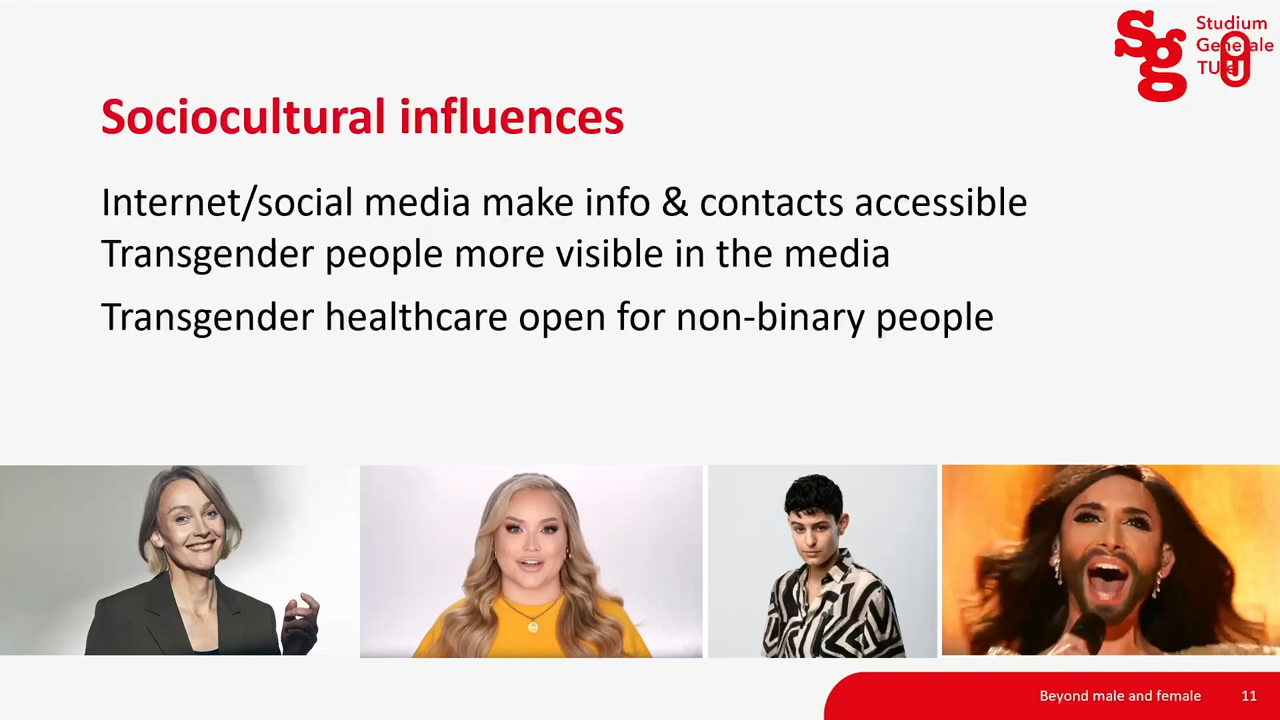 Studium
Generale
TU/e
Sg
Sociocultural influences
Internet/social media make info & contacts accessible
Transgender people more visible in the media
Transgender healthcare open for non-binary people
Beyond male and female 11